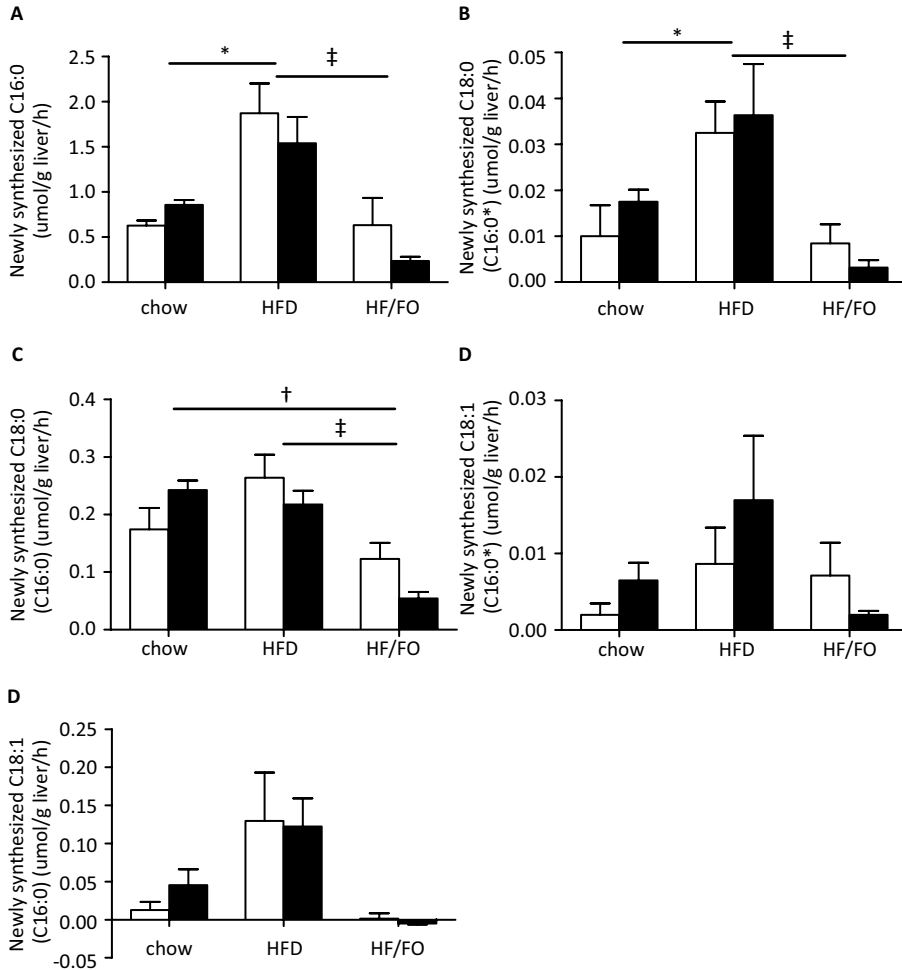 A
Newly synthesized C16:0
(umol/g liver/h)
2.5
2.0
1.5
1.0
0.5
0.0
*
‡
chow HFD HF/FO
B
Newly synthesized C18:0
(C16:0*) (umol/g liver/h)
0.05
0.04
0.03
0.02
0.01
0.00
*
‡
chow HFD HF/FO
C
Newly synthesized C18:0
(C16:0) (umol/g liver/h)
0.4
0.3
0.2
0.1
0.0
†
‡
chow HFD HF/FO
D
Newly synthesized C18:1
(C16:0*) (umol/g liver/h)
0.03
0.02
0.01
0.00
chow HFD HF/FO
D
Newly synthesized C18:1
(C16:0) (umol/g liver/h)
0.25
0.20
0.15
0.10
0.05
0.00
-0.05
chow HFD HF/FO